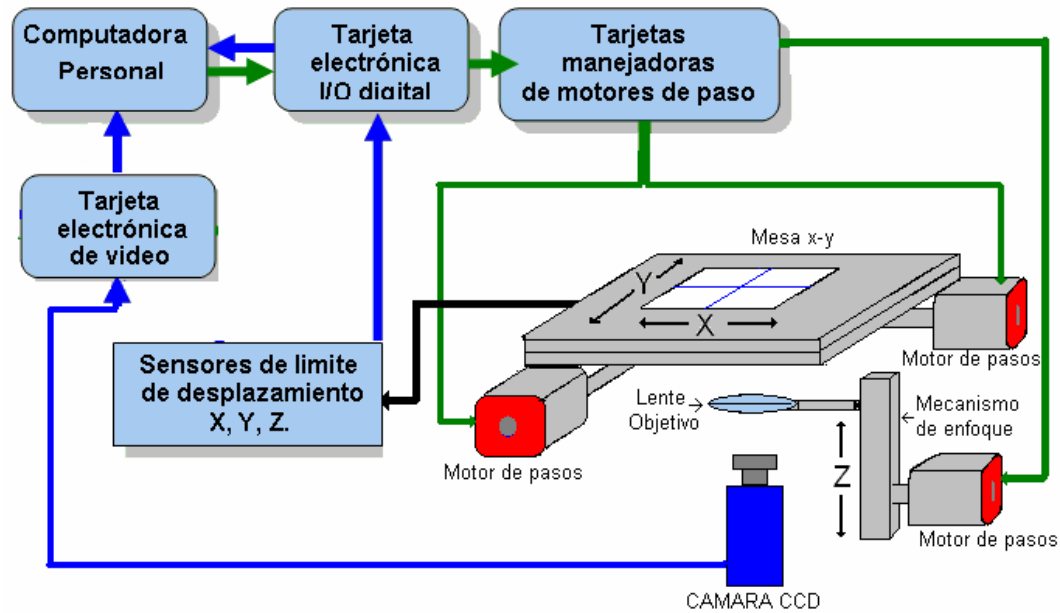 Computadora
Personal
Tarjeta
electrónica
I/O digital
Tarjetas
manejadoras
de motores de paso
Tarjeta
electrónica
de video
Mesa x-y
Y
X
Motor de pasos
Sensores de limite
de desplazamiento
X, Y, Z.
Lente
Objetivo
Mecanismo
de enfoque
Motor de pasos
Z
Motor de pasos
CAMARA CCD